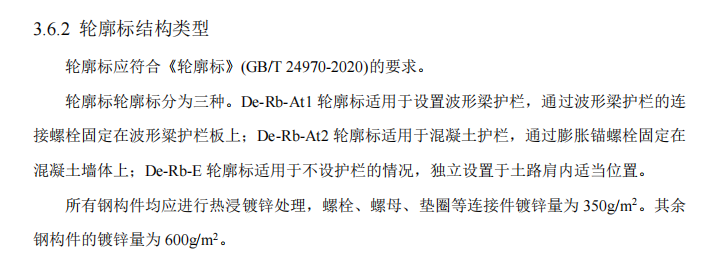 3.6.2 轮廓标结构类型
轮廓标应符合《轮廓标》(GB/T 24970-2020)的要求。
轮廓标轮廓标分为三种。De-Rb-At1 轮廓标适用于设置波形梁护栏，通过波形梁护栏的连
接螺栓固定在波形梁护栏板上；De-Rb-At2 轮廓标适用于混凝土护栏，通过膨胀锚螺栓固定在
混凝土墙体上；De-Rb-E 轮廓标适用于不设护栏的情况，独立设置于土路肩内适当位置。
所有钢构件均应进行热浸镀锌处理，螺栓、螺母、垫圈等连接件镀锌量为 350g/m²。其余
钢构件的镀锌量为 600g/m²。